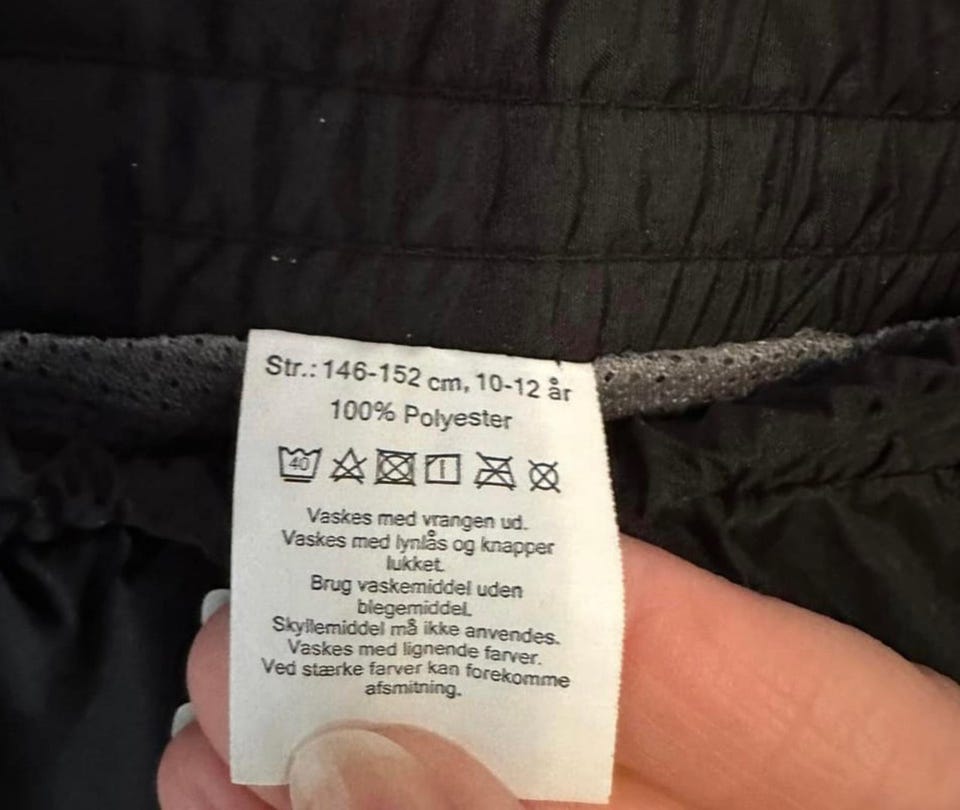 Str.: 146-152 cm, 10-12 år
100% Polyester
40
Vaskes med vrangen ud.
Vaskes med lynlås og knapper
lukket.
Brug vaskemiddel uden
blegemiddel.
Skyllemiddel må ikke anvendes.
Vaskes med lignende farver.
Ved stærke farver kan forekomme
afsmitning.